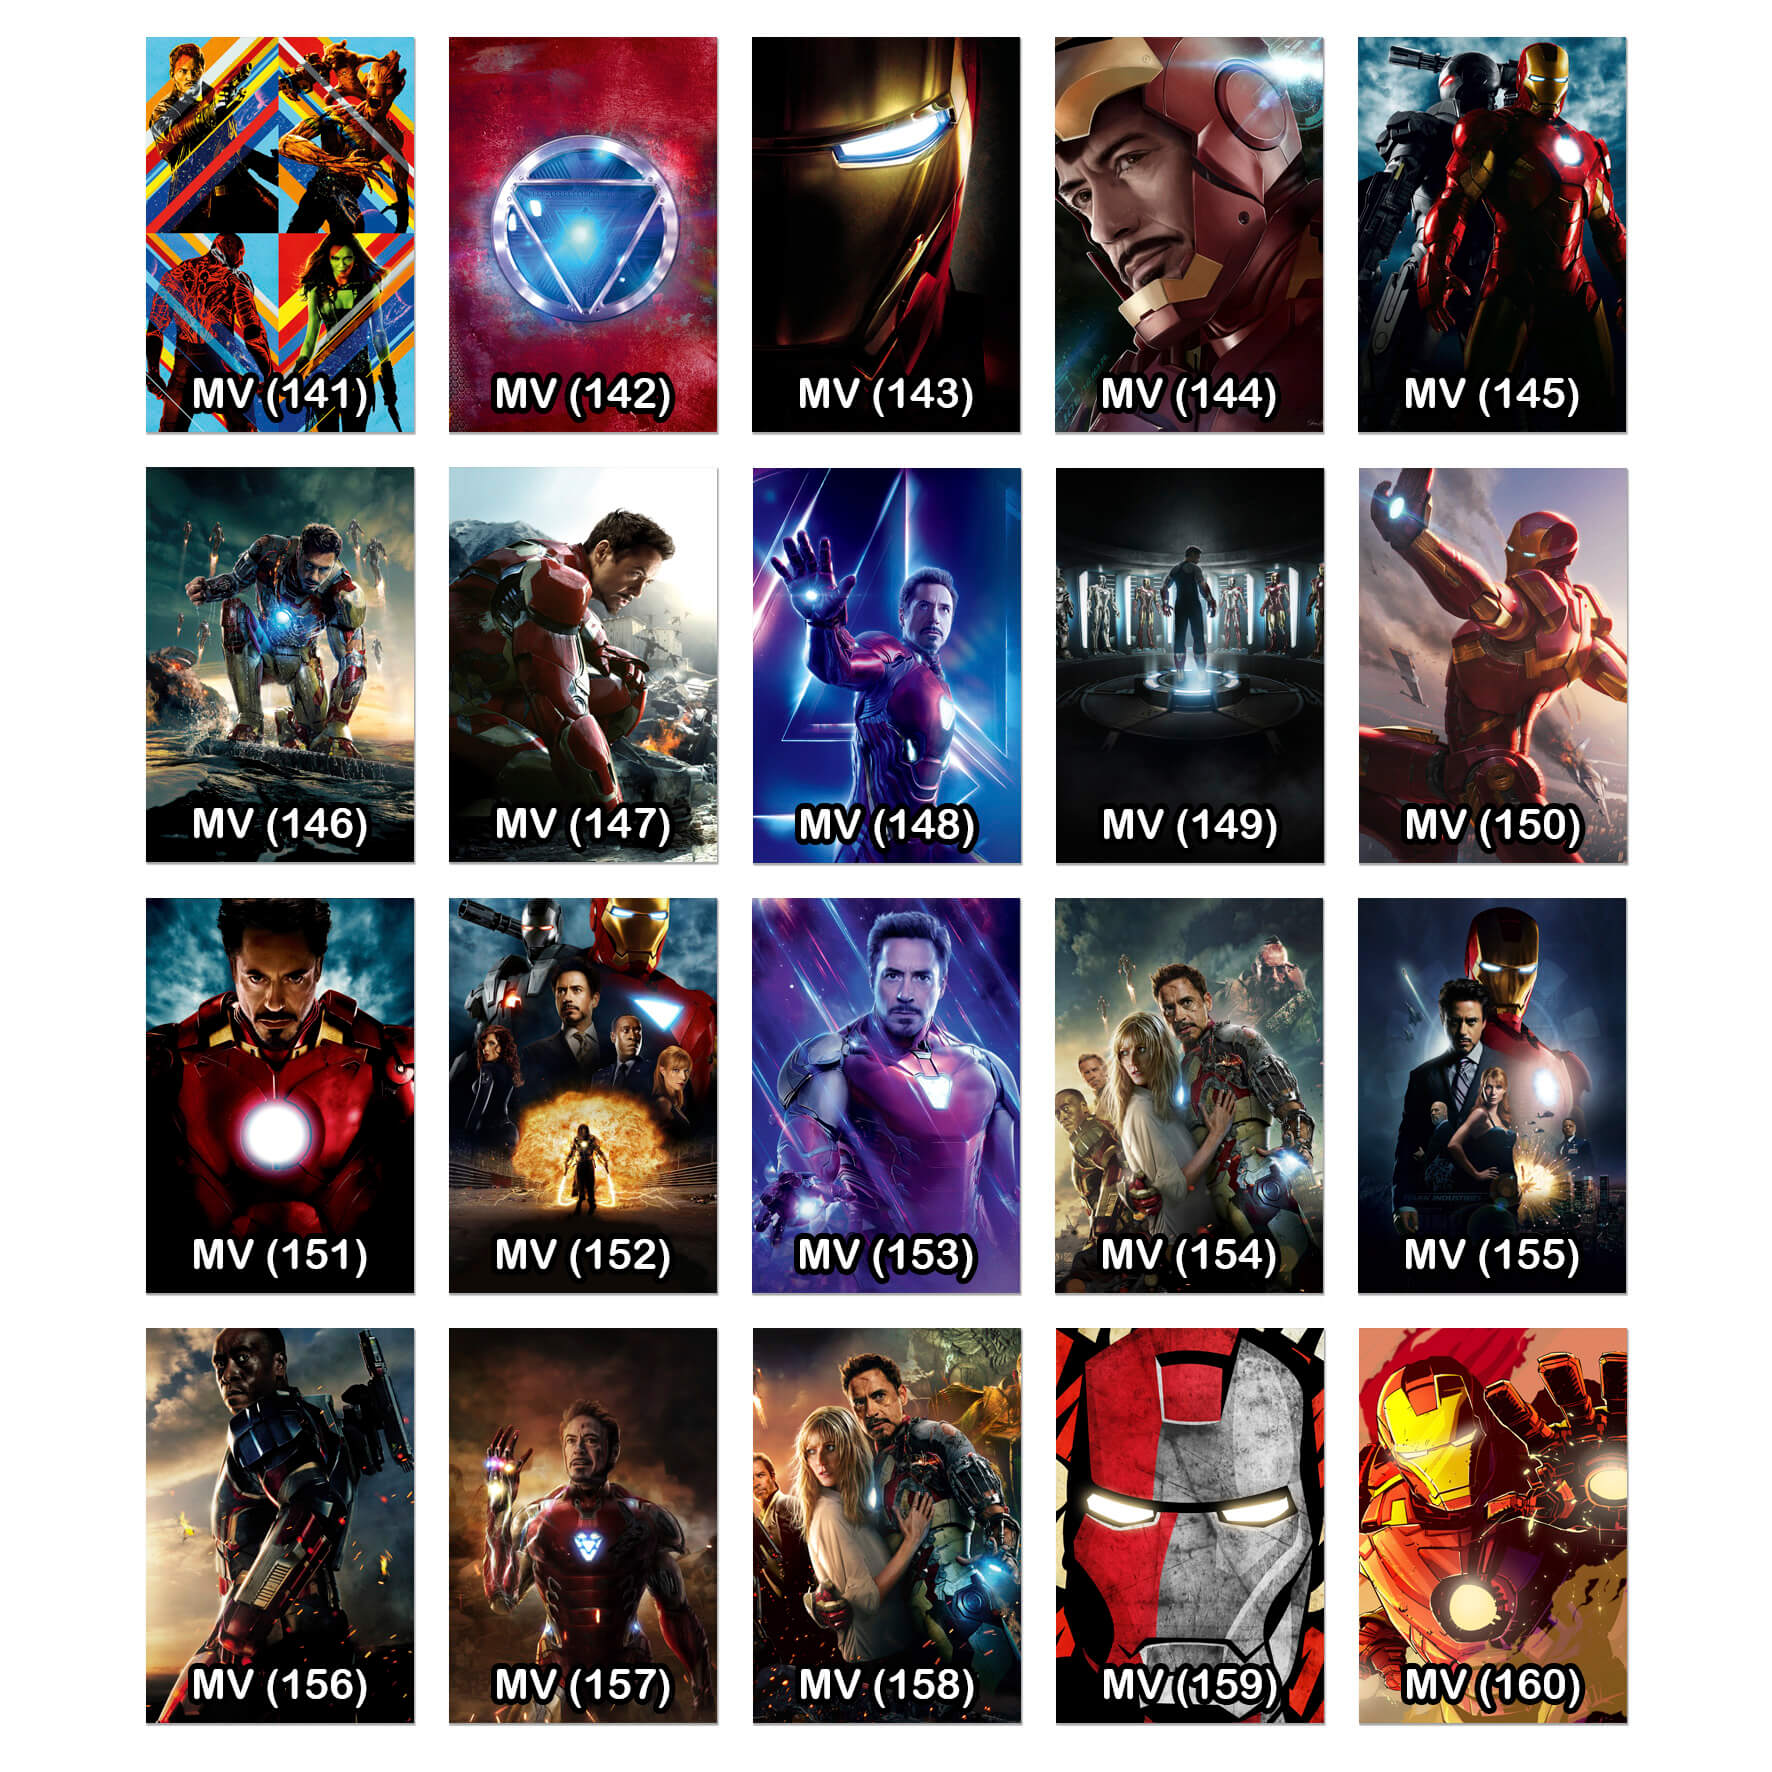 MV (141)
MV (142)
MV (143)
MV (144)
MV (145)
MV (146)
MV (147)
MV (148)
MV (149)
MV (150)
MV (151)
MV (152)
MV (153)
MV (154)
MV (155)
STARK INDUSTRIES
MV (156)
MV (157)
MV (158)
MV (159)
MV (160)